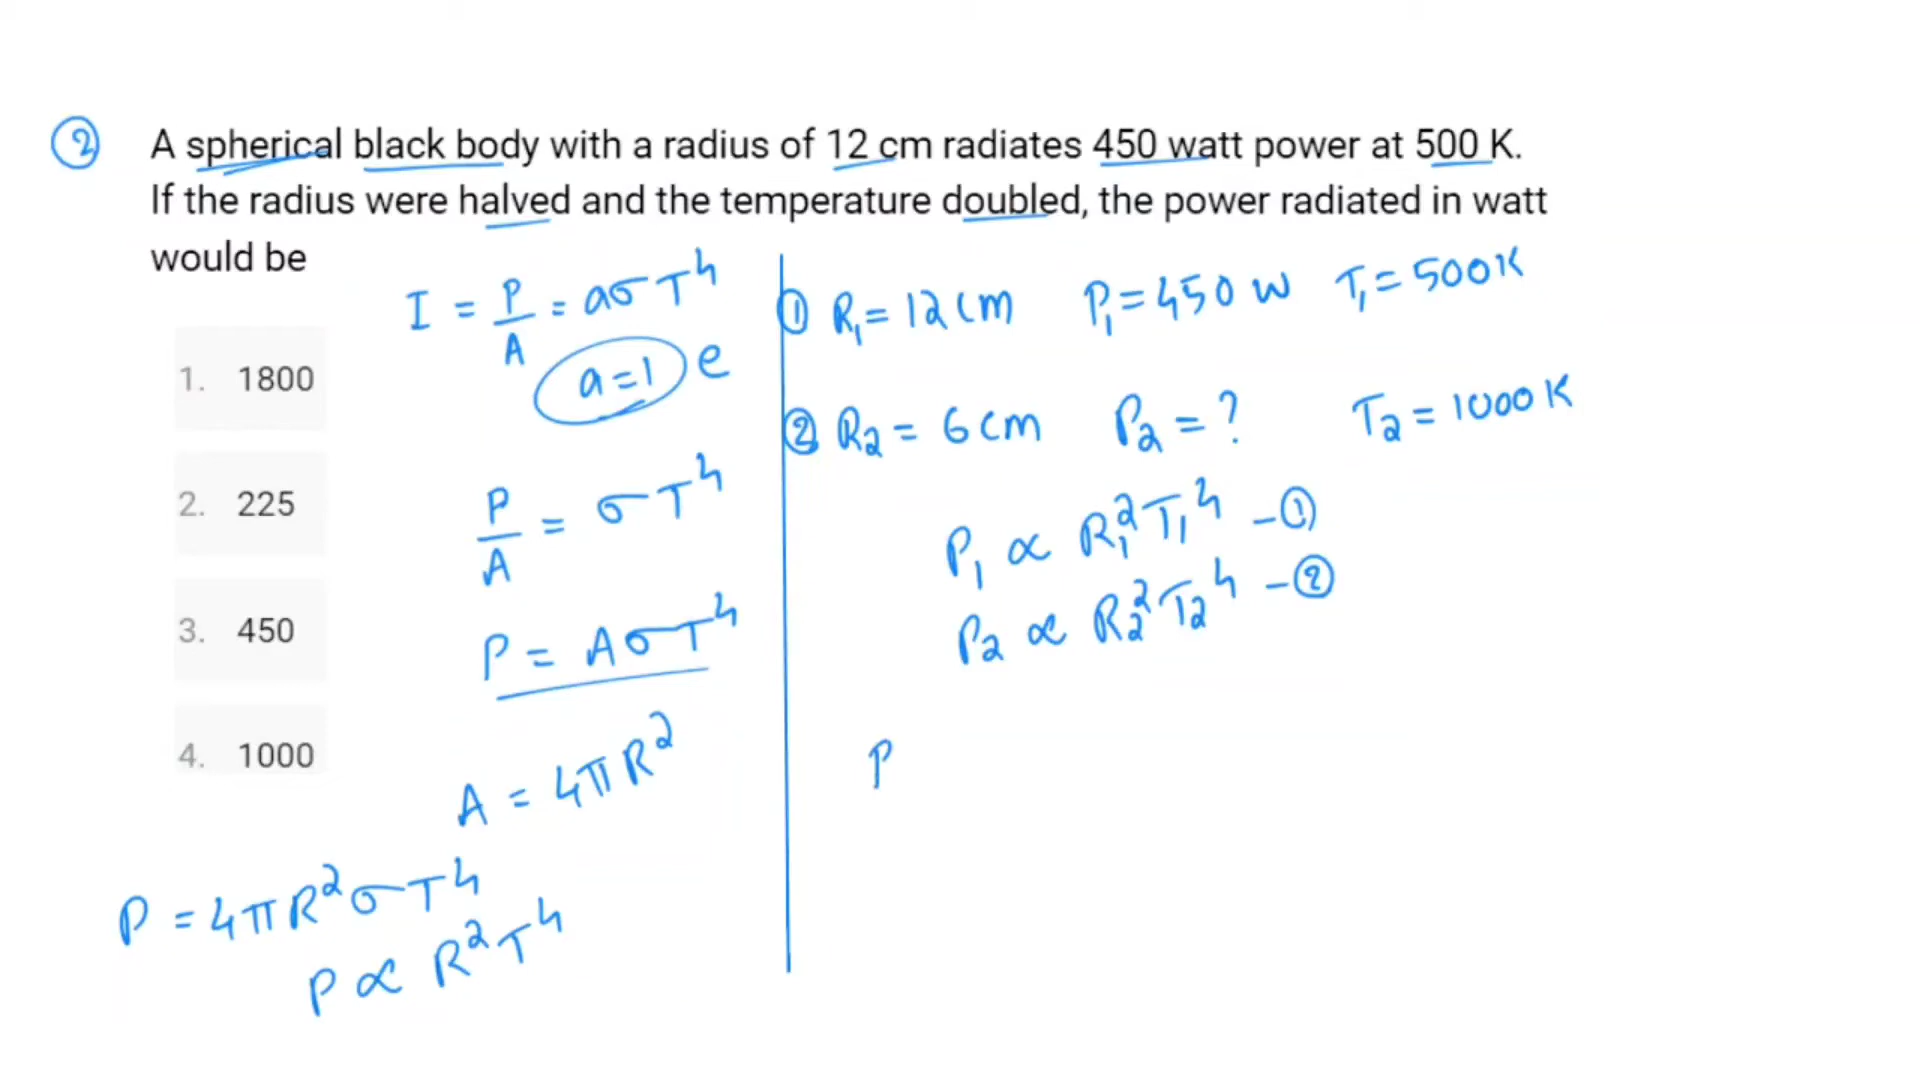 ② A spherical black body with a radius of 12 cm radiates 450 watt power at 500 K.
If the radius were halved and the temperature doubled, the power radiated in watt
would be
1. 1800
2. 225
3. 450
4. 1000
I = P/A = aσT⁴
a=1 e
P/A = σT⁴
P = AσT⁴
A = 4πR²
P = 4πR²σT⁴
P ∝ R²T⁴
① R₁ = 12 cm P₁ = 450 W T₁ = 500K
② R₂ = 6 cm P₂ = ? T₂ = 1000K
P₁ ∝ R₁²T₁⁴ - ①
P₂ ∝ R₂²T₂⁴ - ②
P